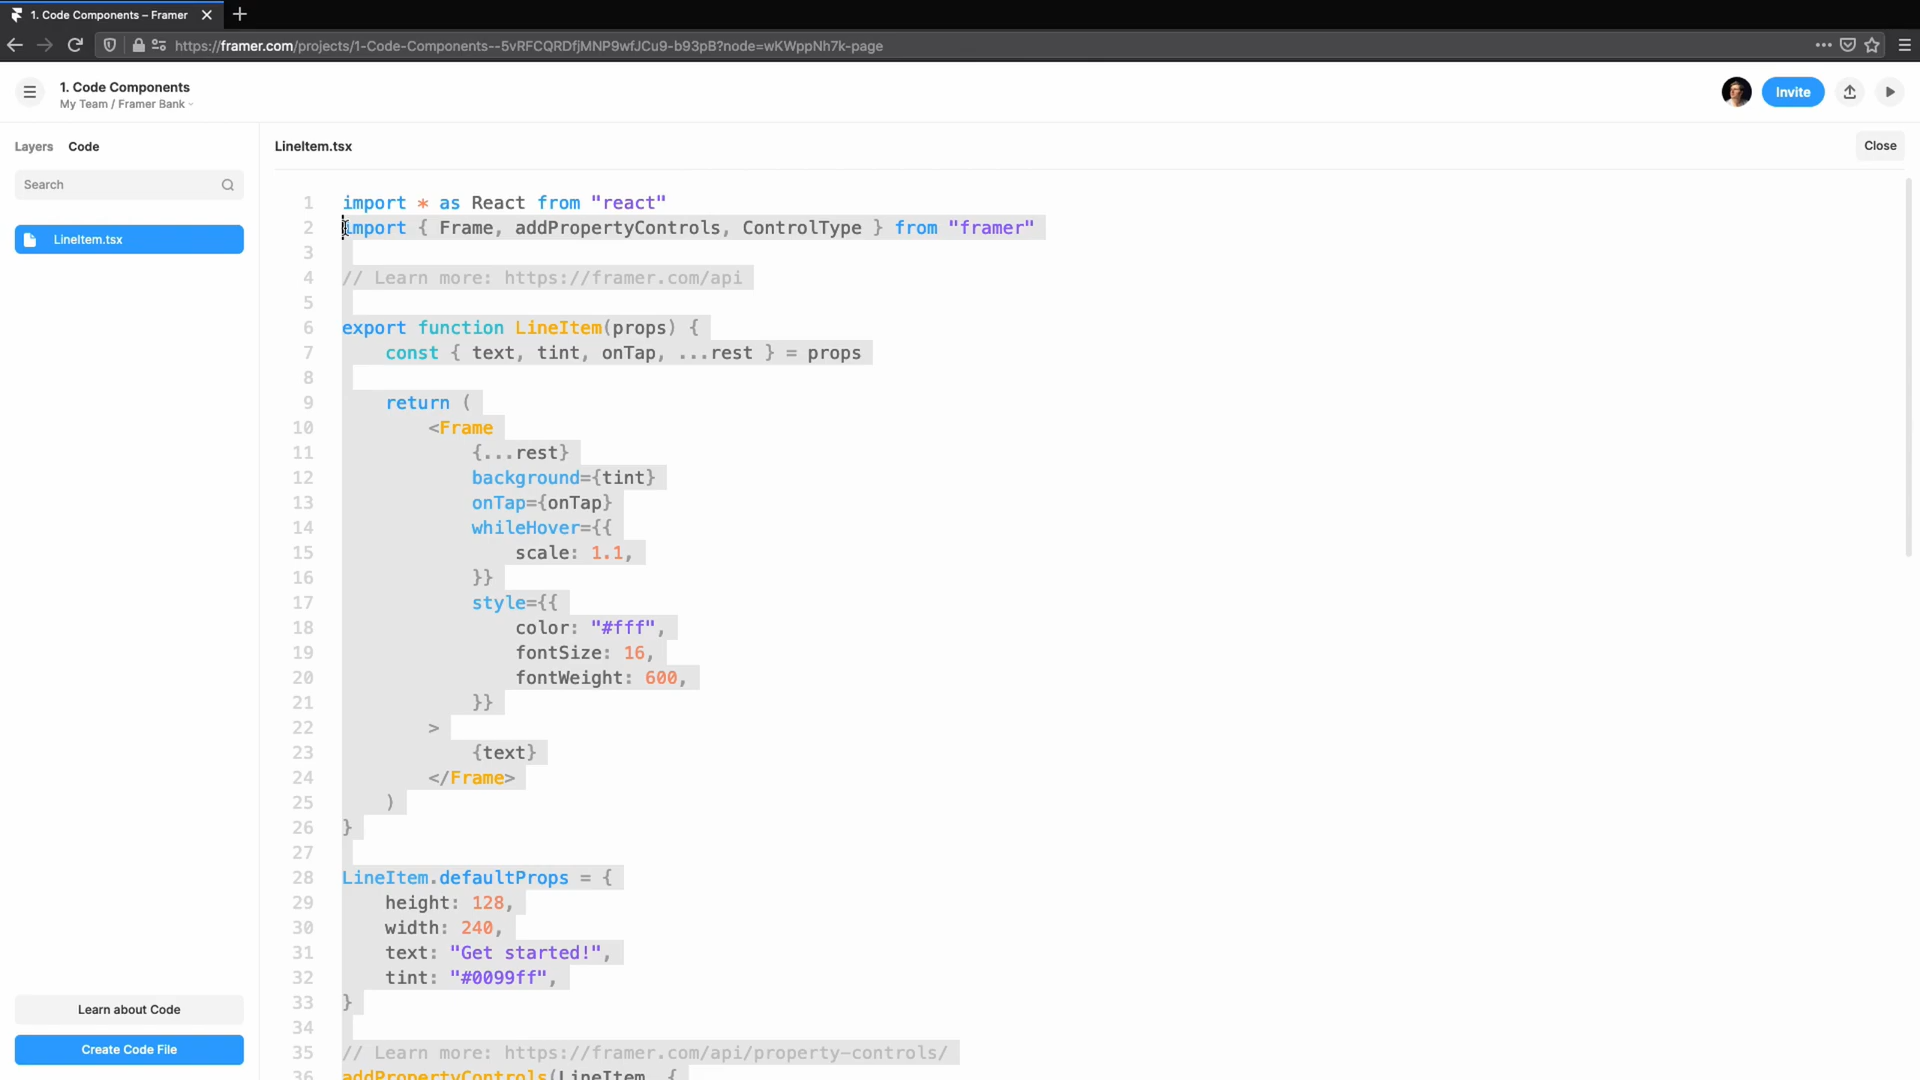 1. Code Components – Framer
https://framer.com/projects/1-Code-Components--5vRFCQRDfjMNP9wfJCu9-b93pB?node=wKWppNh7k-page
1. Code Components
My Team / Framer Bank
Invite
Layers Code
LineItem.tsx
Close
Search
LineItem.tsx
1 import * as React from "react"
2 import { Frame, addPropertyControls, ControlType } from "framer"
3
4 // Learn more: https://framer.com/api
5
6 export function LineItem(props) {
7 const { text, tint, onTap, ...rest } = props
8
9 return (
10 <Frame
11 {...rest}
12 background={tint}
13 onTap={onTap}
14 whileHover={{
15 scale: 1.1,
16 }}
17 style={{
18 color: "#fff",
19 fontSize: 16,
20 fontWeight: 600,
21 }}
22 >
23 {text}
24 </Frame>
25 )
26 }
27
28 LineItem.defaultProps = {
29 height: 128,
30 width: 240,
31 text: "Get started!",
32 tint: "#0099ff",
33 }
34
35 // Learn more: https://framer.com/api/property-controls/
36 addPropertyControls(LineItem, {
Learn about Code
Create Code File